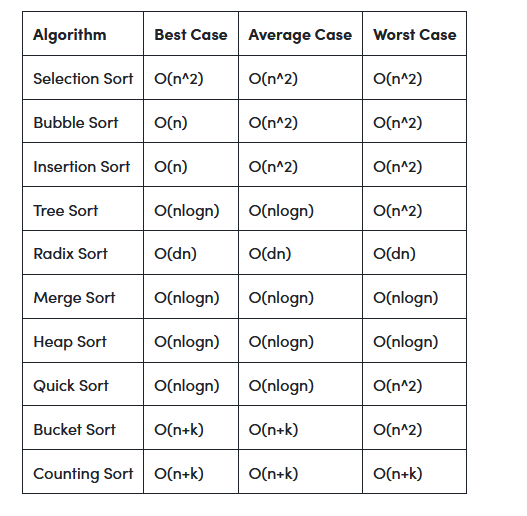 Algorithm Best Case Average Case Worst Case
Selection Sort O(n^2) O(n^2) O(n^2)
Bubble Sort O(n) O(n^2) O(n^2)
Insertion Sort O(n) O(n^2) O(n^2)
Tree Sort O(nlogn) O(nlogn) O(n^2)
Radix Sort O(dn) O(dn) O(dn)
Merge Sort O(nlogn) O(nlogn) O(nlogn)
Heap Sort O(nlogn) O(nlogn) O(nlogn)
Quick Sort O(nlogn) O(nlogn) O(n^2)
Bucket Sort O(n+k) O(n+k) O(n^2)
Counting Sort O(n+k) O(n+k) O(n+k)